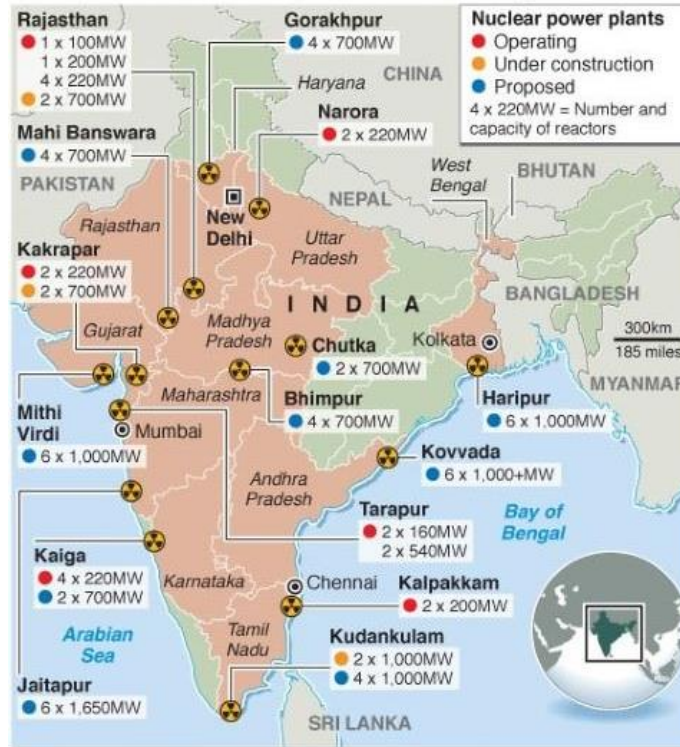 Rajasthan
1 x 100MW
1 x 200MW
4 x 220MW
2 x 700MW
Gorakhpur
4 x 700MW
Haryana
CHINA
Nuclear power plants
Operating
Under construction
Proposed
4 x 220MW = Number and
capacity of reactors
Mahi Banswara
4 x 700MW
Narora
2 x 220MW
PAKISTAN
West
Bengal
BHUTAN
NEPAL
New
Delhi
Rajasthan
Uttar
Pradesh
Kakrapar
2 x 220MW
2 x 700MW
INDIA
BANGLADESH
Madhya
Pradesh
Gujarat
Kolkata
300km
185 miles
Chutka
2 x 700MW
MYANMAR
Maharashtra
Bhimpur
4 x 700MW
Haripur
6 x 1,000MW
Mithi
Virdi
6 x 1,000MW
Mumbai
Kovvada
6 x 1,000+MW
Andhra
Pradesh
Tarapur
2 x 160MW
2 x 540MW
Bay of
Bengal
Kaiga
4 x 220MW
2 x 700MW
Karnataka
Chennai
Kalpakkam
2 x 200MW
Arabian
Sea
Tamil
Nadu
Kudankulam
2 x 1,000MW
4 x 1,000MW
Jaitapur
6 x 1,650MW
SRI LANKA